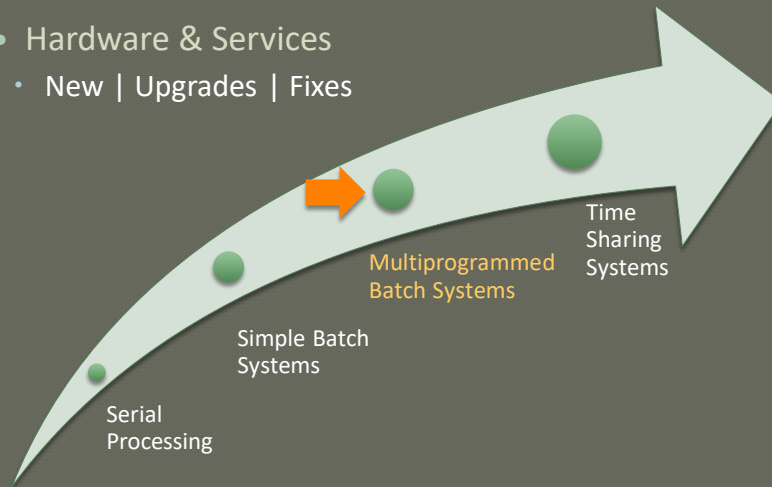 • Hardware & Services
• New | Upgrades | Fixes
Time
Sharing
Systems
Multiprogrammed
Batch Systems
Simple Batch
Systems
Serial
Processing